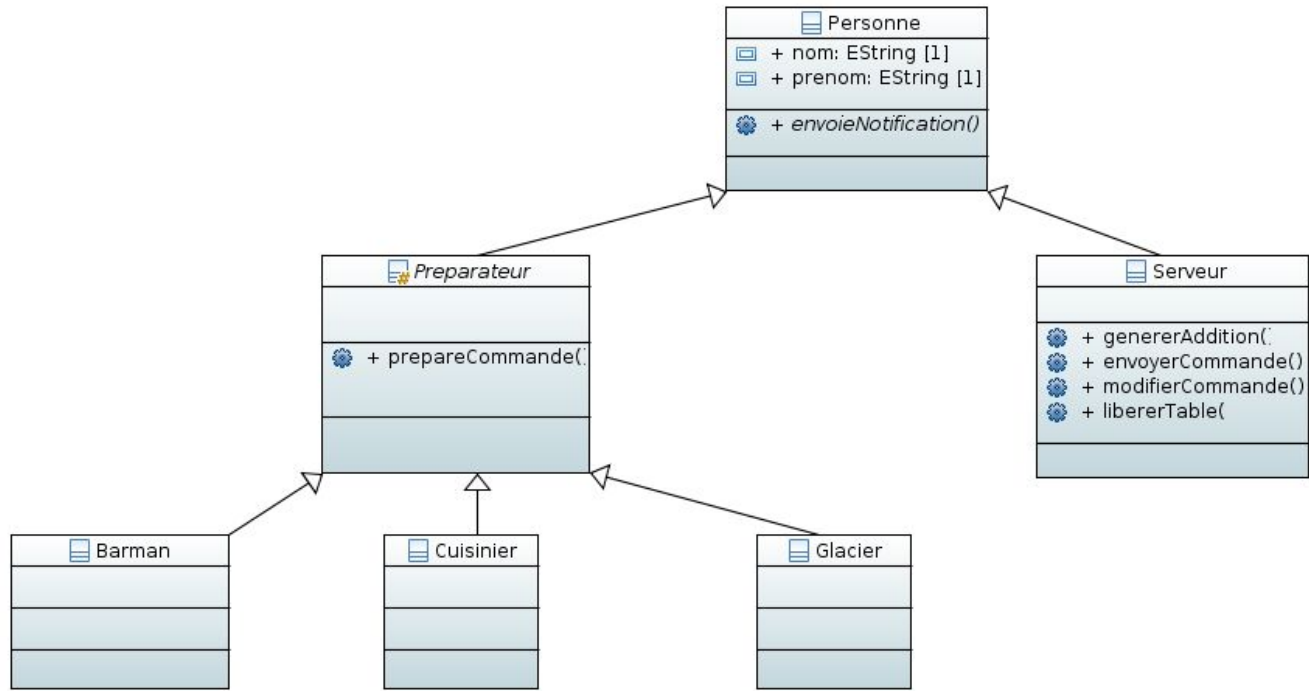 Personne
+ nom: EString [1]
+ prenom: EString [1]
+ envoieNotification()
Preparateur
+ prepareCommande()
Serveur
+ genererAddition()
+ envoyerCommande()
+ modifierCommande()
+ libererTable(
Barman
Cuisinier
Glacier